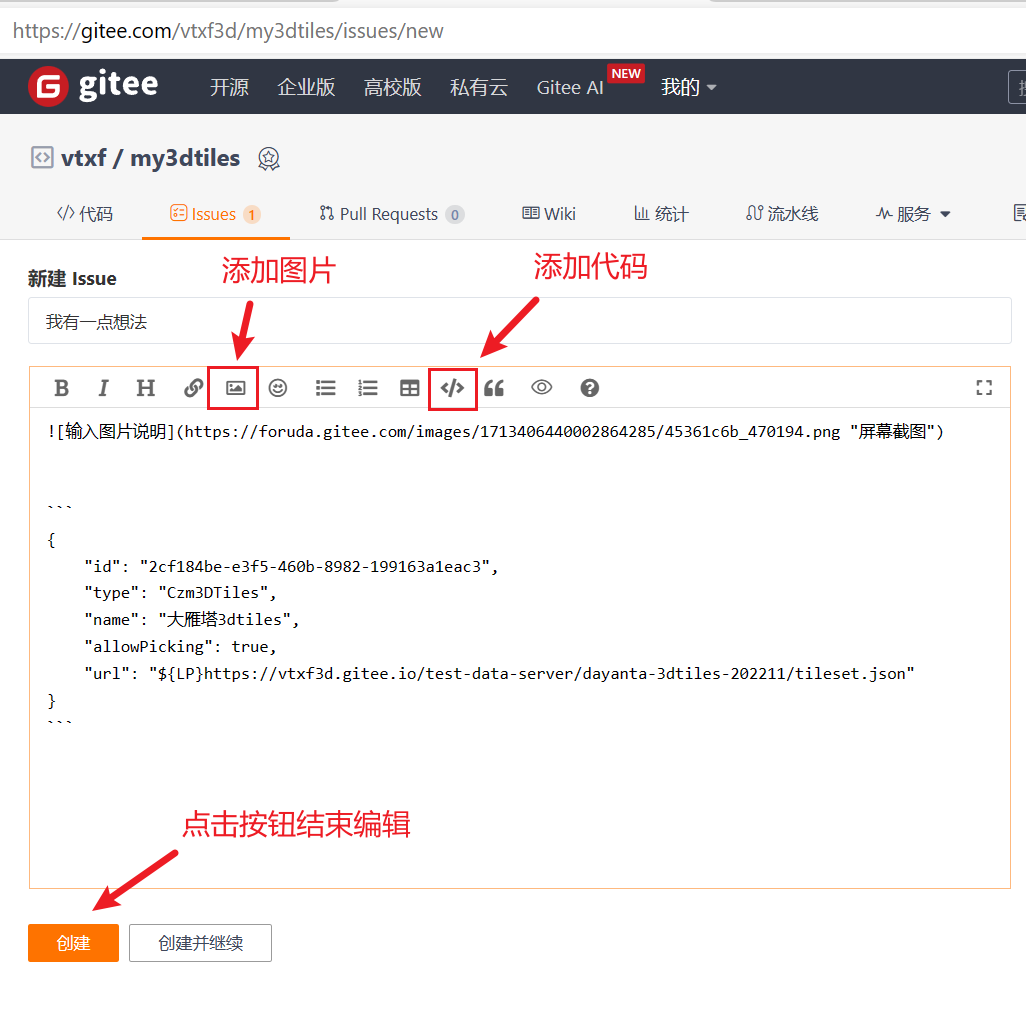 https://gitee.com/vtxf3d/my3dtiles/issues/new
gitee 开源 企业版 高校版 私有云 Gitee AI NEW 我的
vtxf / my3dtiles
代码 Issues 1 Pull Requests 0 Wiki 统计 流水线 服务
添加图片 添加代码
新建 Issue
我有一点想法
B I H
![输入图片说明](https://foruda.gitee.com/images/1713406440002864285/45361c6b_470194.png "屏幕截图")
```
{
    "id": "2cf184be-e3f5-460b-8982-199163a1eac3",
    "type": "Czm3DTiles",
    "name": "大雁塔3dtiles",
    "allowPicking": true,
    "url": "${LP}https://vtxf3d.gitee.io/test-data-server/dayanta-3dtiles-202211/tileset.json"
}
```
点击按钮结束编辑
创建 创建并继续